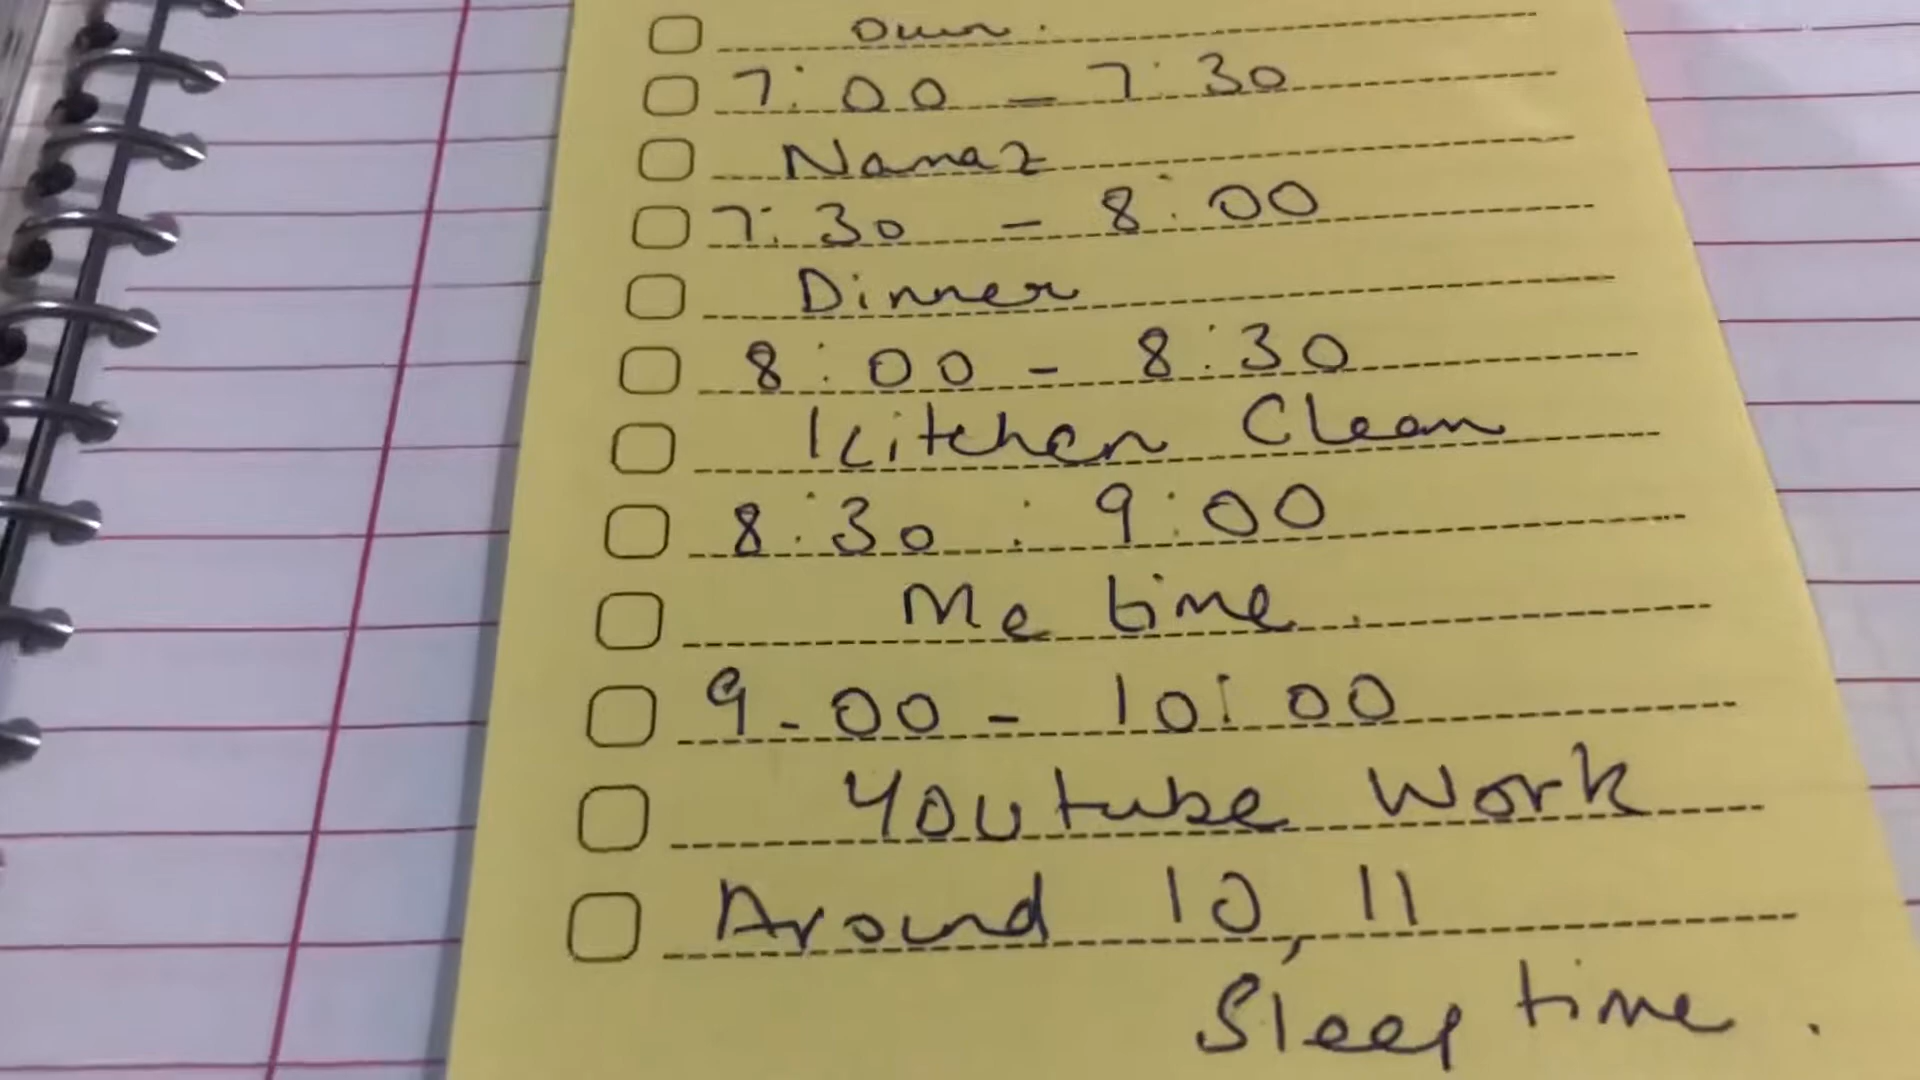 7:00 - 7:30
Namaz
7:30 - 8:00
Dinner
8:00 - 8:30
Kitchen Clean
8:30 : 9:00
Me time.
9-00 - 10:00
Youtube Work
Around 10, 11
Sleep time.